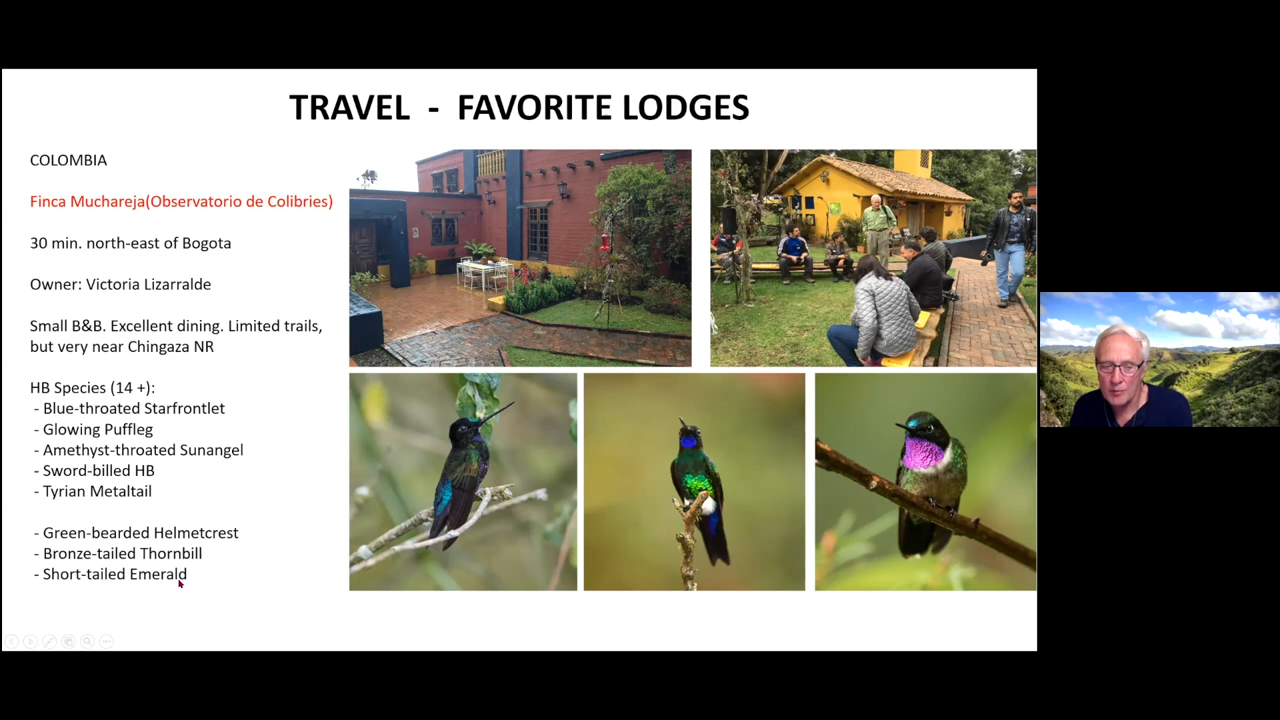 TRAVEL - FAVORITE LODGES
COLOMBIA
Finca Muchareja(Observatorio de Colibries)
30 min. north-east of Bogota
Owner: Victoria Lizarralde
Small B&B. Excellent dining. Limited trails,
but very near Chingaza NR
HB Species (14 +):
- Blue-throated Starfrontlet
- Glowing Puffleg
- Amethyst-throated Sunangel
- Sword-billed HB
- Tyrian Metaltail
- Green-bearded Helmetcrest
- Bronze-tailed Thornbill
- Short-tailed Emerald